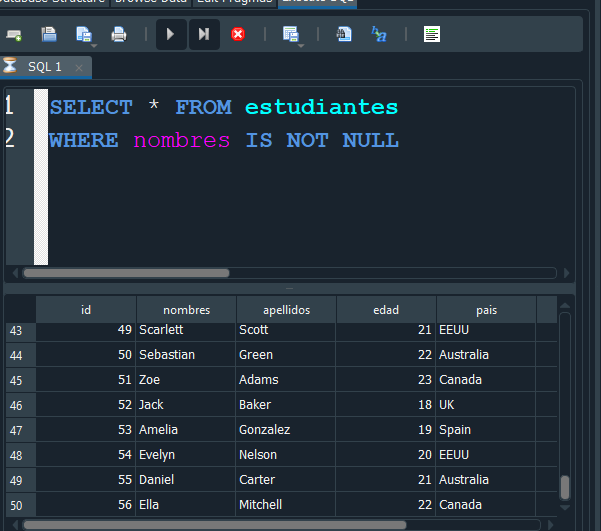 Database Structure Browse Data Edit Pragmas Execute SQL
SQL 1
1 SELECT * FROM estudiantes
2 WHERE nombres IS NOT NULL
id nombres apellidos edad pais
43 49 Scarlett Scott 21 EEUU
44 50 Sebastian Green 22 Australia
45 51 Zoe Adams 23 Canada
46 52 Jack Baker 18 UK
47 53 Amelia Gonzalez 19 Spain
48 54 Evelyn Nelson 20 EEUU
49 55 Daniel Carter 21 Australia
50 56 Ella Mitchell 22 Canada